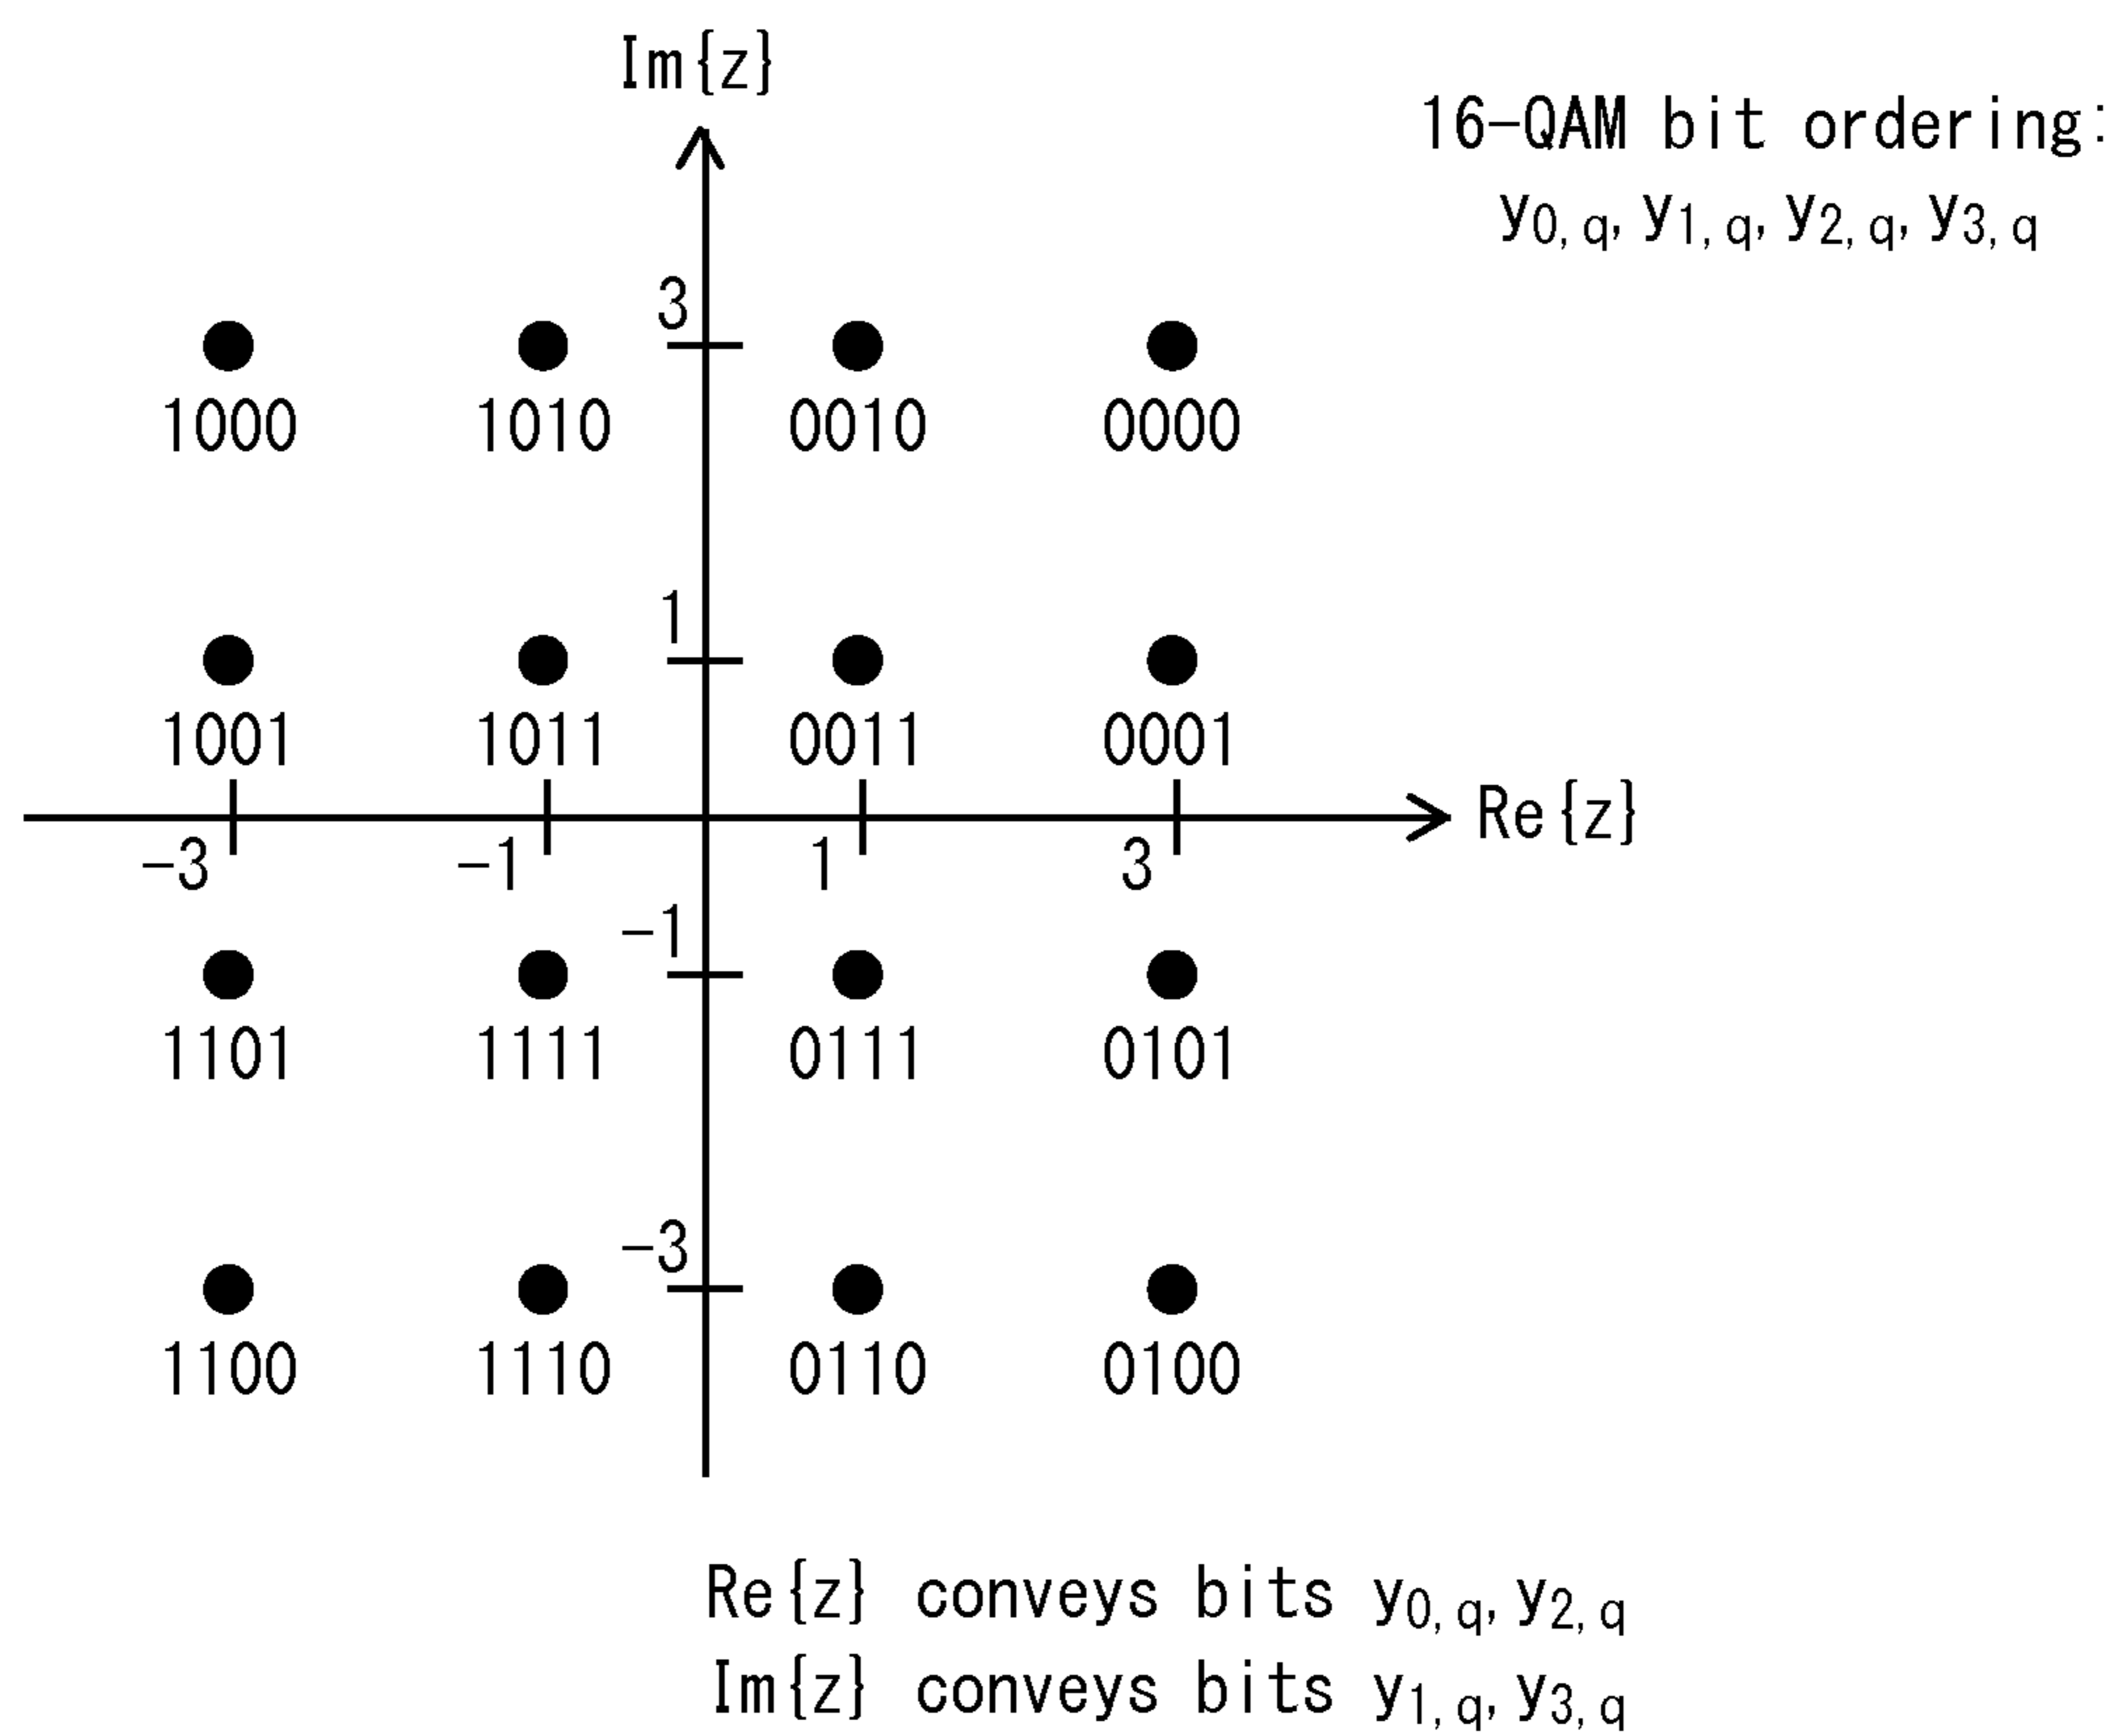 Im{z}
16-QAM bit ordering:
y0,q, y1,q, y2,q, y3,q
3
1000 1010 0010 0000
1
1001 1011 0011 0001
Re{z}
-3 -1 1 3
-1
1101 1111 0111 0101
-3
1100 1110 0110 0100
Re{z} conveys bits y0,q, y2,q
Im{z} conveys bits y1,q, y3,q